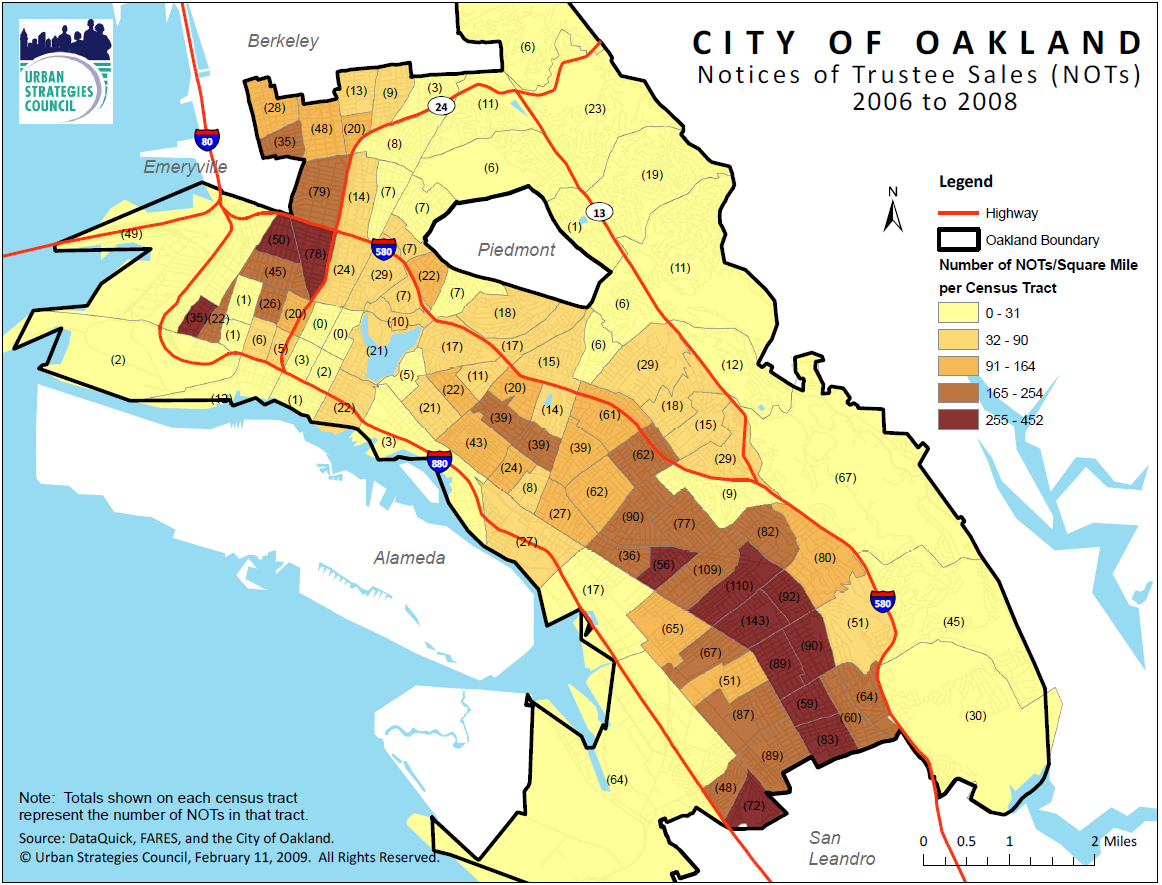 CITY OF OAKLAND
Notices of Trustee Sales (NOTs)
2006 to 2008
URBAN
STRATEGIES
COUNCIL
Berkeley
Emeryville
Piedmont
Alameda
San
Leandro
80
24
580
13
880
580
N
Legend
Highway
Oakland Boundary
Number of NOTs/Square Mile
per Census Tract
0 - 31
32 - 90
91 - 164
165 - 254
255 - 452
(6)
(3)
(13) (9)
(28) (11) (23)
(48) (20)
(35) (8)
(6) (19)
(79) (14) (7)
(7)
(1)
(49)
(50) (78) (7)
(45) (24) (29) (22) (11)
(1) (26) (7) (7)
(35) (22) (20) (0) (10) (18) (6)
(1) (6) (0)
(5) (21) (17) (17) (6)
(2) (3) (15) (29) (12)
(2) (5) (11)
(12) (1) (22) (20)
(22) (21) (14) (61) (18)
(39) (15)
(3) (43) (39) (39)
(62) (29)
(24) (67)
(8) (62) (9)
(27) (90) (77) (82)
(27) (36) (56) (109) (80)
(17) (110) (92)
(65) (143) (51) (45)
(67) (90)
(89)
(51) (64)
(59) (60)
(87) (30)
(83)
(89)
(64) (48)
(72)
Note:  Totals shown on each census tract
represent the number of NOTs in that tract.
Source: DataQuick, FARES, and the City of Oakland.
© Urban Strategies Council, February 11, 2009.  All Rights Reserved.
0 0.5 1 2 Miles